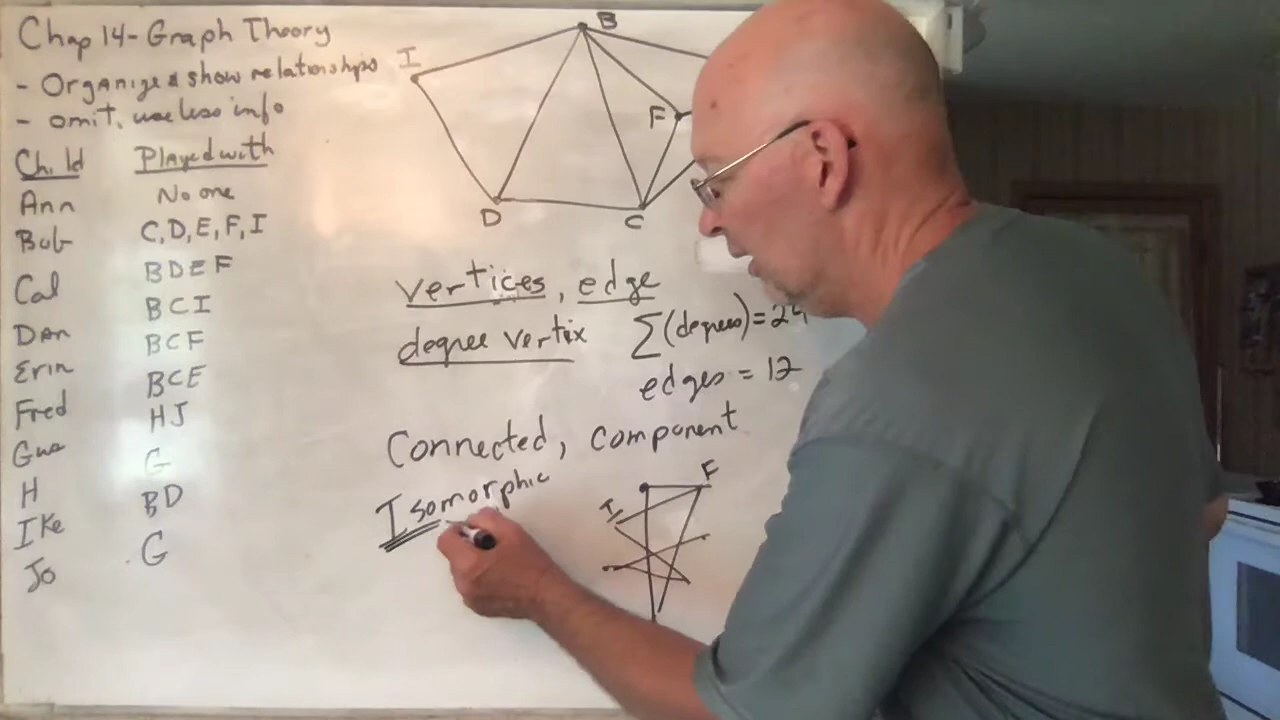 Chap 14 - Graph Theory
- Organize & show relationships
- omit, useless info
Child Played with
Ann No one
Bob C, D, E, F, I
Cal B D E F
Dan B C I
Erin B C F
Fred B C E
Gus H J
H G
IKe B D
Jo G
B
I
F
D
C
vertices, edge
degree vertix
Σ(degrees) = 24
edges = 12
Connected, component
Isomorphic
F
I